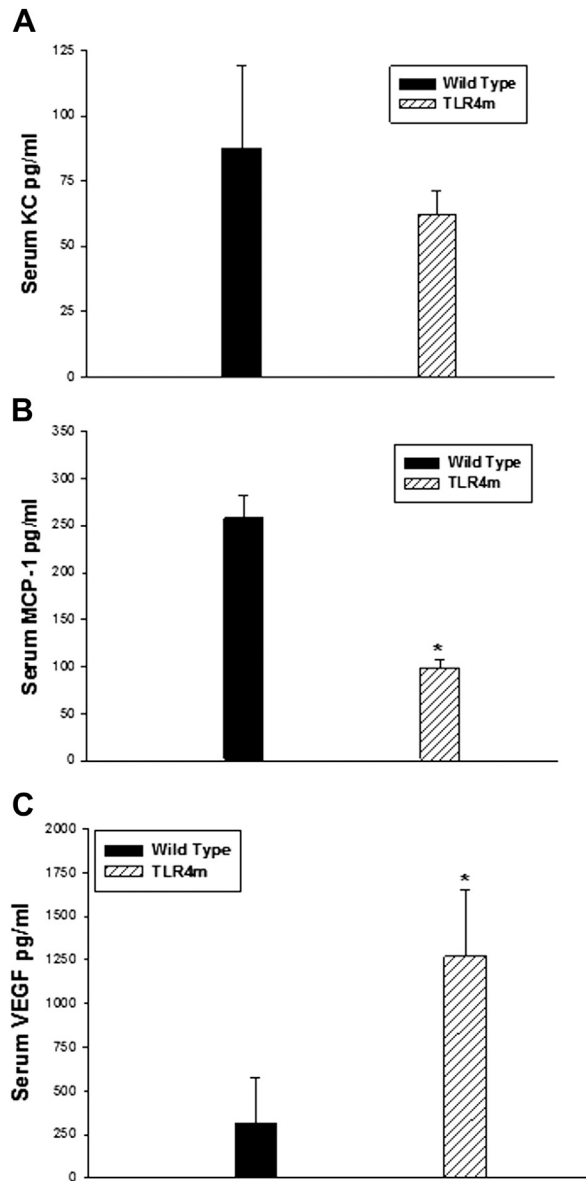 A
Serum KC pg/ml
125
100
75
50
25
0
Wild Type
TLR4m
B
Serum MCP-1 pg/ml
350
300
250
200
150
100
50
0
Wild Type
TLR4m
*
C
Serum VEGF pg/ml
2000
1750
1500
1250
1000
750
500
250
0
Wild Type
TLR4m
*